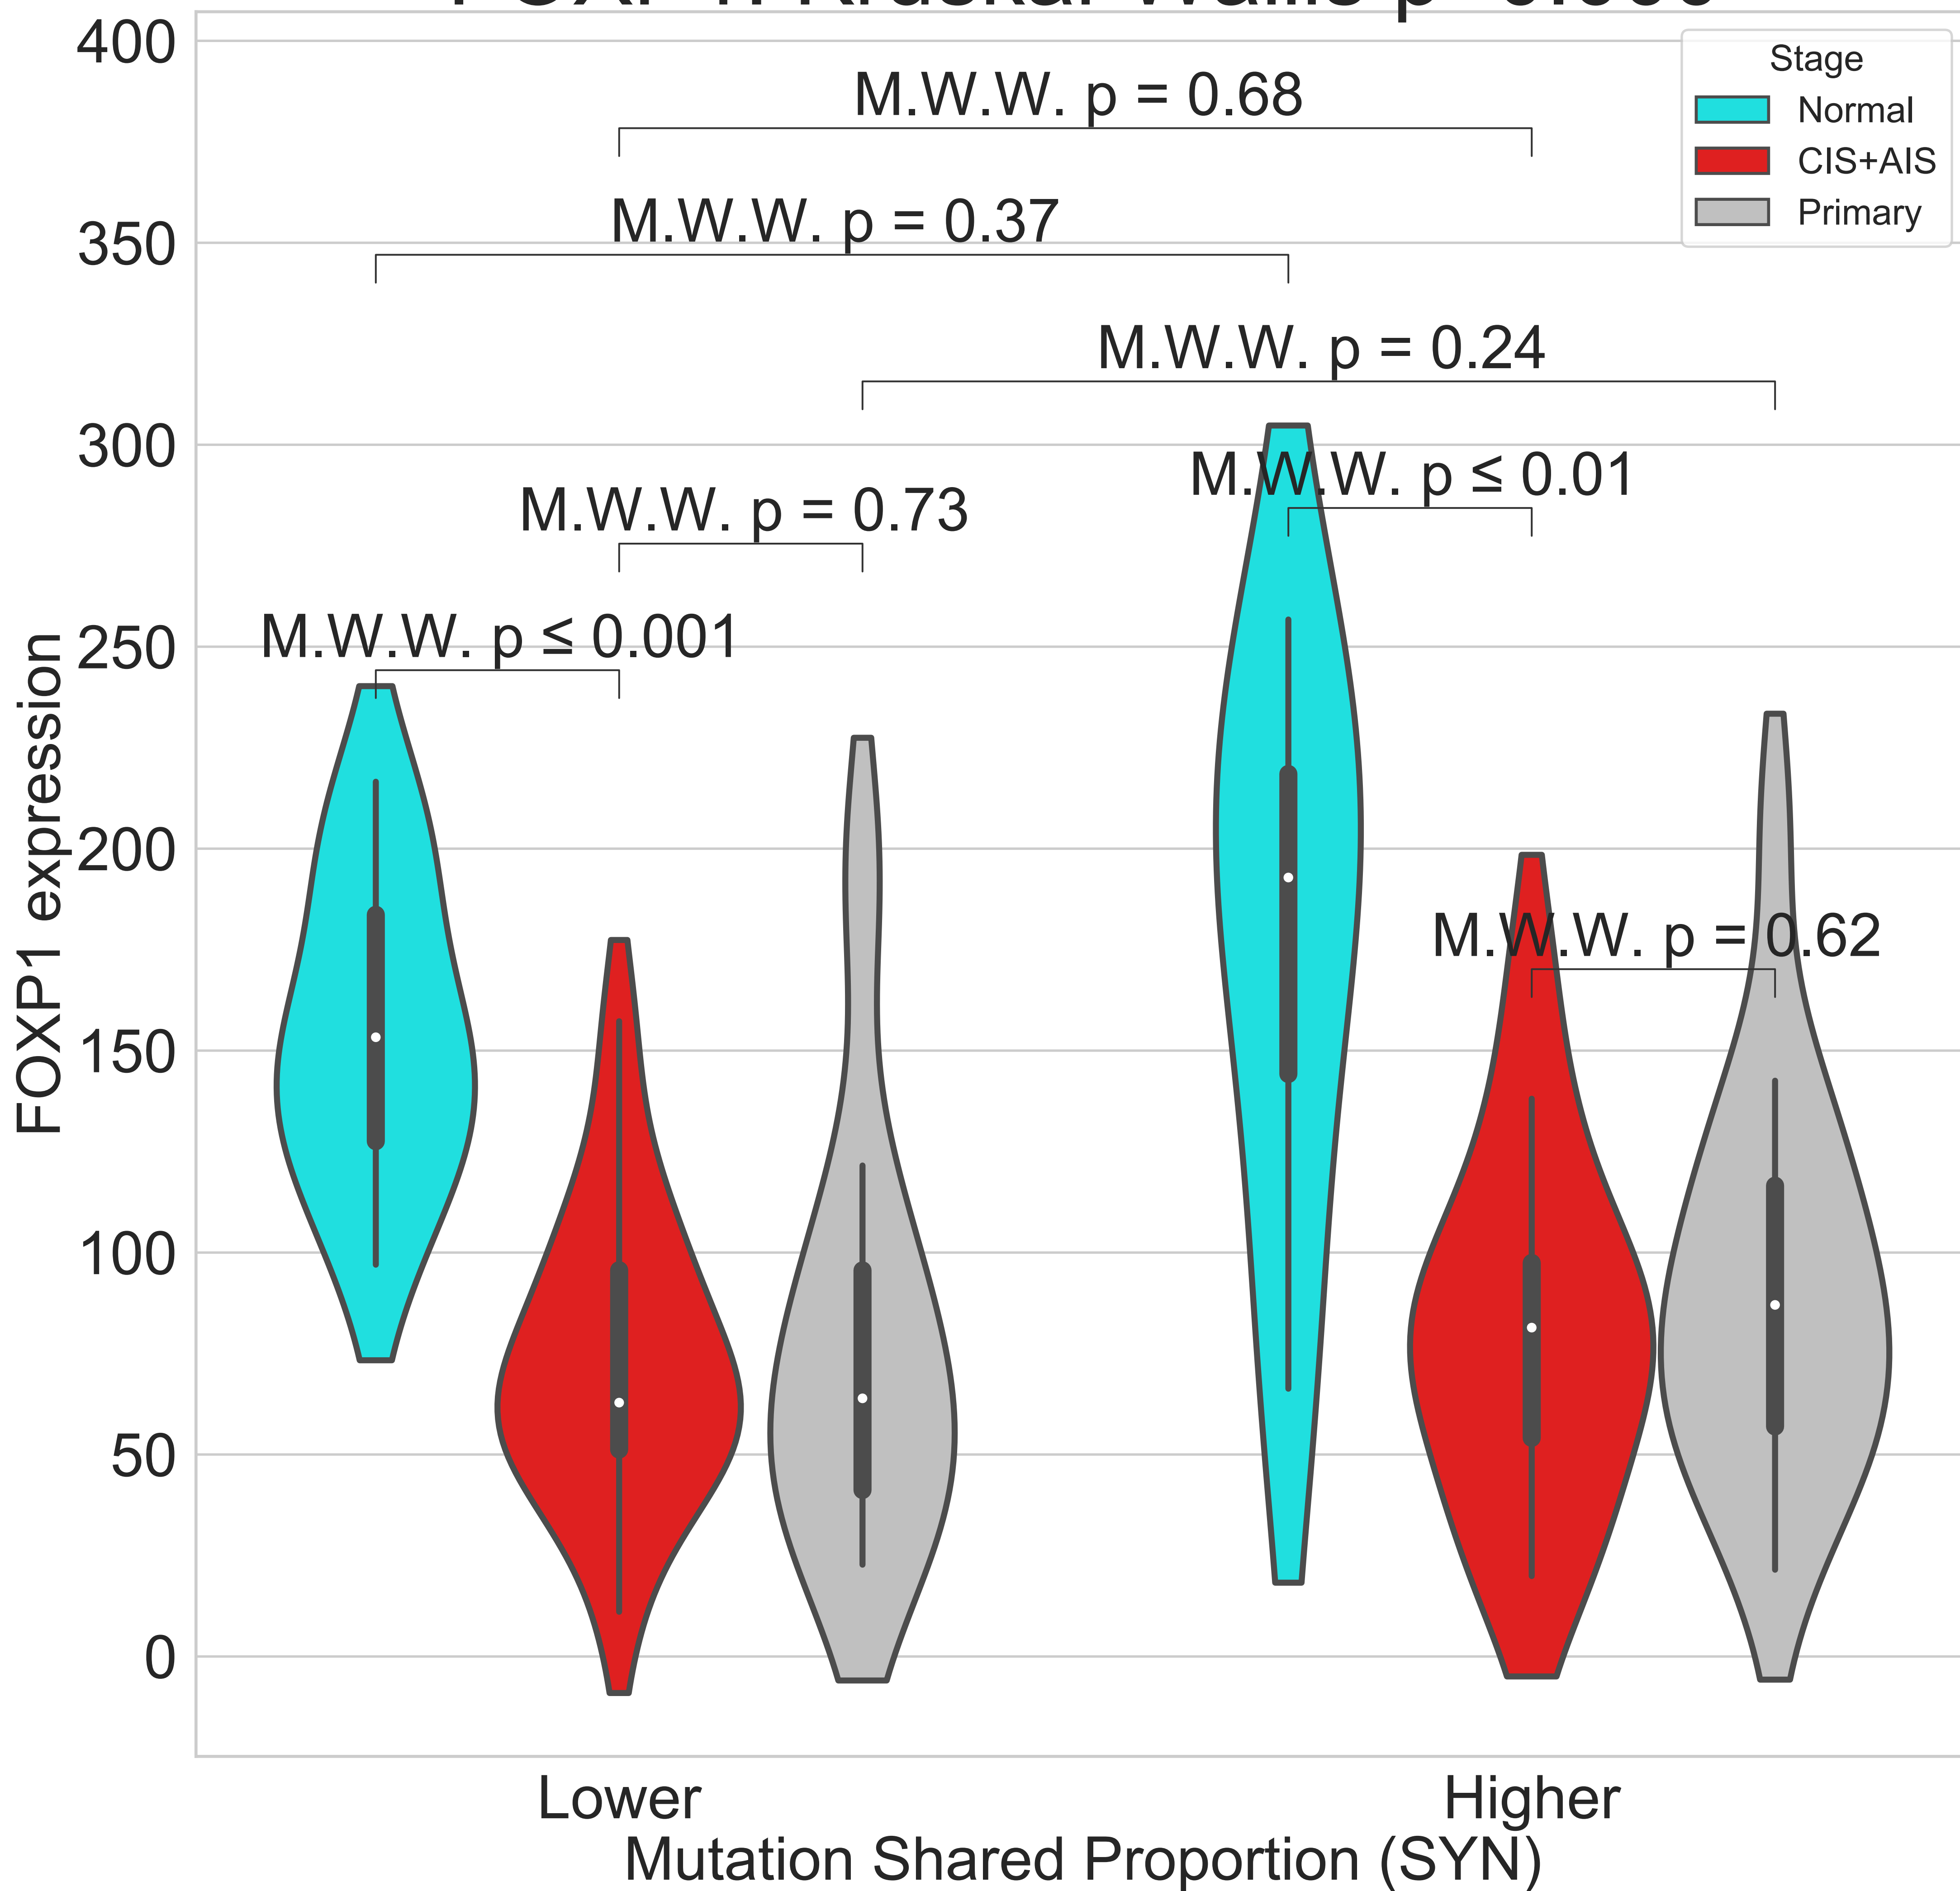 400
350
300
250
200
150
100
50
0
FOXP1 expression
M.W.W. p = 0.68
M.W.W. p = 0.37
M.W.W. p = 0.24
M.W.W. p ≤ 0.01
M.W.W. p = 0.73
M.W.W. p ≤ 0.001
M.W.W. p = 0.62
Stage
Normal
CIS+AIS
Primary
Lower
Higher
Mutation Shared Proportion (SYN)